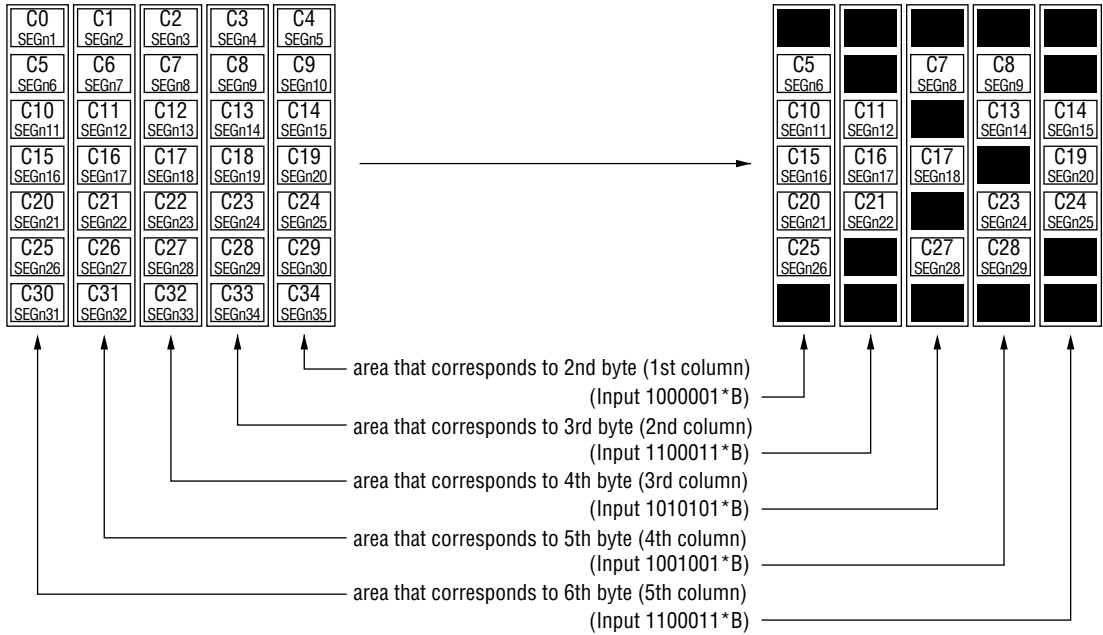 C0 C1 C2 C3 C4
SEGn1 SEGn2 SEGn3 SEGn4 SEGn5
C5 C6 C7 C8 C9 C5 C7 C8
SEGn6 SEGn7 SEGn8 SEGn9 SEGn10 SEGn6 SEGn8 SEGn9
C10 C11 C12 C13 C14 C10 C11 C13 C14
SEGn11 SEGn12 SEGn13 SEGn14 SEGn15 SEGn11 SEGn12 SEGn14 SEGn15
C15 C16 C17 C18 C19 C15 C16 C17 C19
SEGn16 SEGn17 SEGn18 SEGn19 SEGn20 SEGn16 SEGn17 SEGn18 SEGn20
C20 C21 C22 C23 C24 C20 C21 C23 C24
SEGn21 SEGn22 SEGn23 SEGn24 SEGn25 SEGn21 SEGn22 SEGn24 SEGn25
C25 C26 C27 C28 C29 C25 C27 C28
SEGn26 SEGn27 SEGn28 SEGn29 SEGn30 SEGn26 SEGn28 SEGn29
C30 C31 C32 C33 C34
SEGn31 SEGn32 SEGn33 SEGn34 SEGn35
area that corresponds to 2nd byte (1st column)
(Input 1000001*B)
area that corresponds to 3rd byte (2nd column)
(Input 1100011*B)
area that corresponds to 4th byte (3rd column)
(Input 1010101*B)
area that corresponds to 5th byte (4th column)
(Input 1001001*B)
area that corresponds to 6th byte (5th column)
(Input 1100011*B)